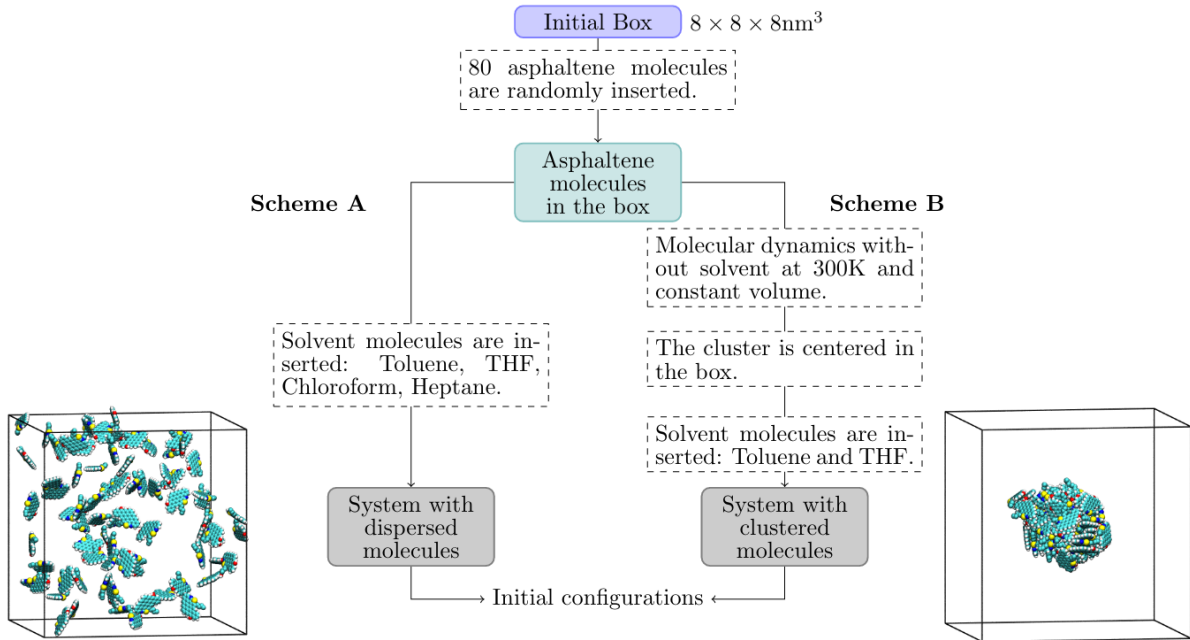 Initial Box
8 × 8 × 8nm³
80 asphaltene molecules
are randomly inserted.
Asphaltene
molecules
in the box
Scheme A
Scheme B
Molecular dynamics with-
out solvent at 300K and
constant volume.
Solvent molecules are in-
serted: Toluene, THF,
Chloroform, Heptane.
The cluster is centered in
the box.
Solvent molecules are in-
serted: Toluene and THF.
System with
dispersed
molecules
System with
clustered
molecules
Initial configurations